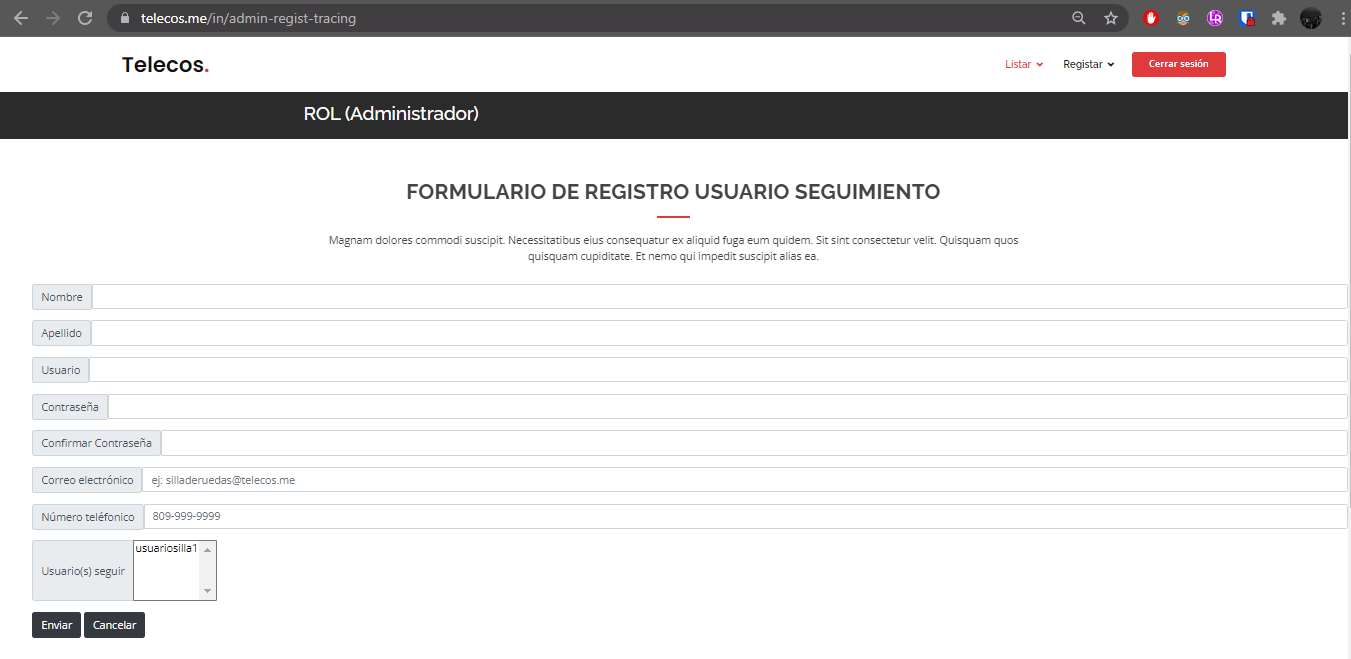 telecos.me/in/admin-regist-tracing
Telecos.
Listar
Registar
Cerrar sesión
ROL (Administrador)
FORMULARIO DE REGISTRO USUARIO SEGUIMIENTO
Magnam dolores commodi suscipit. Necessitatibus eius consequatur ex aliquid fuga eum quidem. Sit sint consectetur velit. Quisquam quos
quisquam cupiditate. Et nemo qui impedit suscipit alias ea.
Nombre
Apellido
Usuario
Contraseña
Confirmar Contraseña
Correo electrónico ej: silladeruedas@telecos.me
Número teléfonico 809-999-9999
usuariosilla1
Usuario(s) seguir
Enviar Cancelar